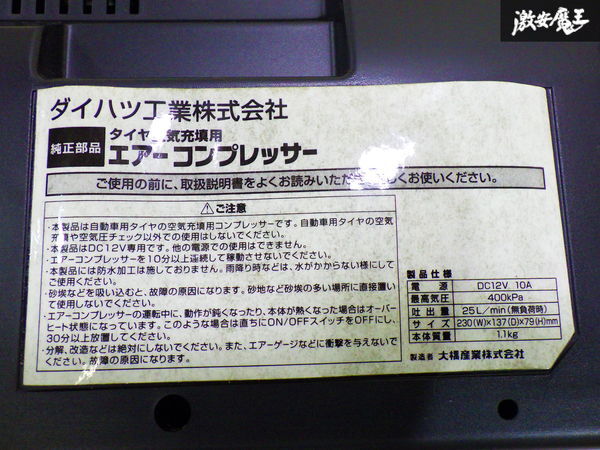 激安魔王
ダイハツ工業株式会社
純正部品
タイヤ空気充填用
エアーコンプレッサー
ご使用の前に、取扱説明書をよくお読みいただき正しくお使いください。
⚠ご注意
・本製品は自動車用タイヤの空気充填用コンプレッサーです。自動車用タイヤの空気
充填や空気圧チェック以外での使用はしないでください。
・本製品はDC12V専用です。他の電源での使用はできません。
・エアーコンプレッサーを10分以上連続して稼動させないでください。
・本製品には防水加工は施しておりません。雨降り時などは、水がかからない様にして
ご使用ください。
・砂埃などを吸い込むと、故障の原因になります。砂地など砂埃の多い場所に直接置い
て使用しないでください。
・エアーコンプレッサーの運転中に、動作が鈍くなったり、本体が熱くなった場合はオーバー
ヒート状態になっています。このような場合は直ちにON/OFFスイッチをOFFにし、
30分以上放置してください。
・分解、改造などは絶対にしないでください。また、エアーゲージなどに衝撃を与えないで
ください。故障の原因になります。
製品仕様
電源 DC12V 10A
最高気圧 400kPa
吐出量 25L/min(無負荷時)
サイズ 230(W)×137(D)×79(H)mm
本体質量 1.1kg
製造者 大橋産業株式会社